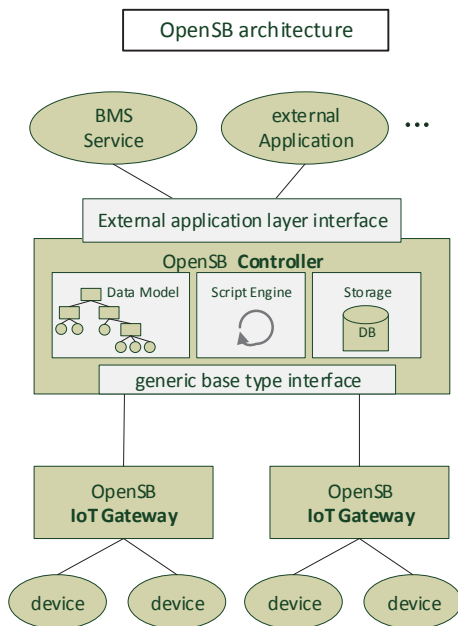 OpenSB architecture
BMS
Service
external
Application
...
External application layer interface
OpenSB Controller
Data Model
Script Engine
Storage
DB
generic base type interface
OpenSB
IoT Gateway
OpenSB
IoT Gateway
device
device
device
device